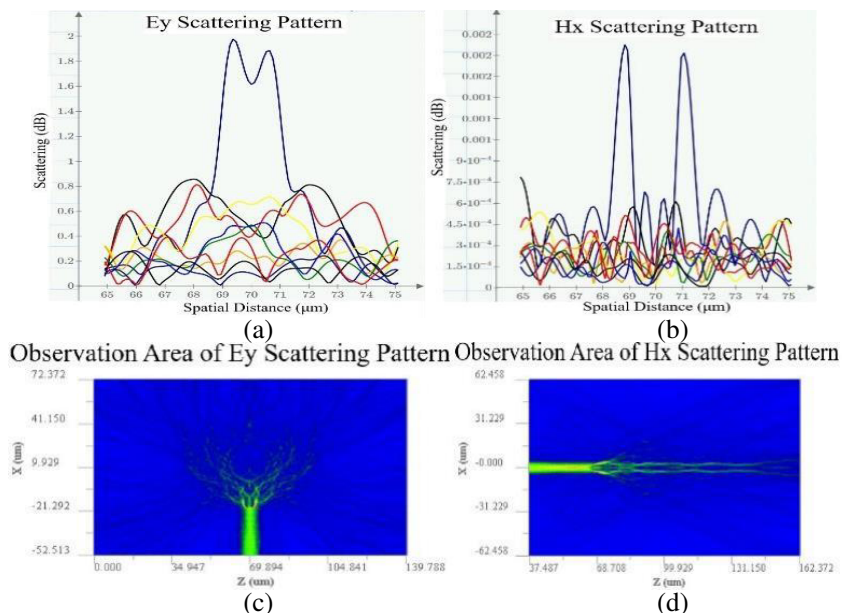 Ey Scattering Pattern
Scattering (dB)
2
1.8
1.6
1.4
1.2
1
0.8
0.6
0.4
0.2
0
65 66 67 68 69 70 71 72 73 74 75
Spatial Distance (μm)
(a)
Hx Scattering Pattern
Scattering (dB)
0.002
0.002
0.002
0.001
0.001
9·10⁻⁴
7.5·10⁻⁴
6·10⁻⁴
4.5·10⁻⁴
3·10⁻⁴
1.5·10⁻⁴
0
65 66 67 68 69 70 71 72 73 74 75
Spatial Distance (μm)
(b)
Observation Area of Ey Scattering Pattern
X (um)
72.372
41.150
9.929
-21.292
-52.513
0.000 34.947 69.894 104.841 139.788
Z (um)
(c)
Observation Area of Hx Scattering Pattern
X (um)
62.458
31.229
-0.000
-31.229
-62.458
37.487 68.708 99.929 131.150 162.372
Z (um)
(d)